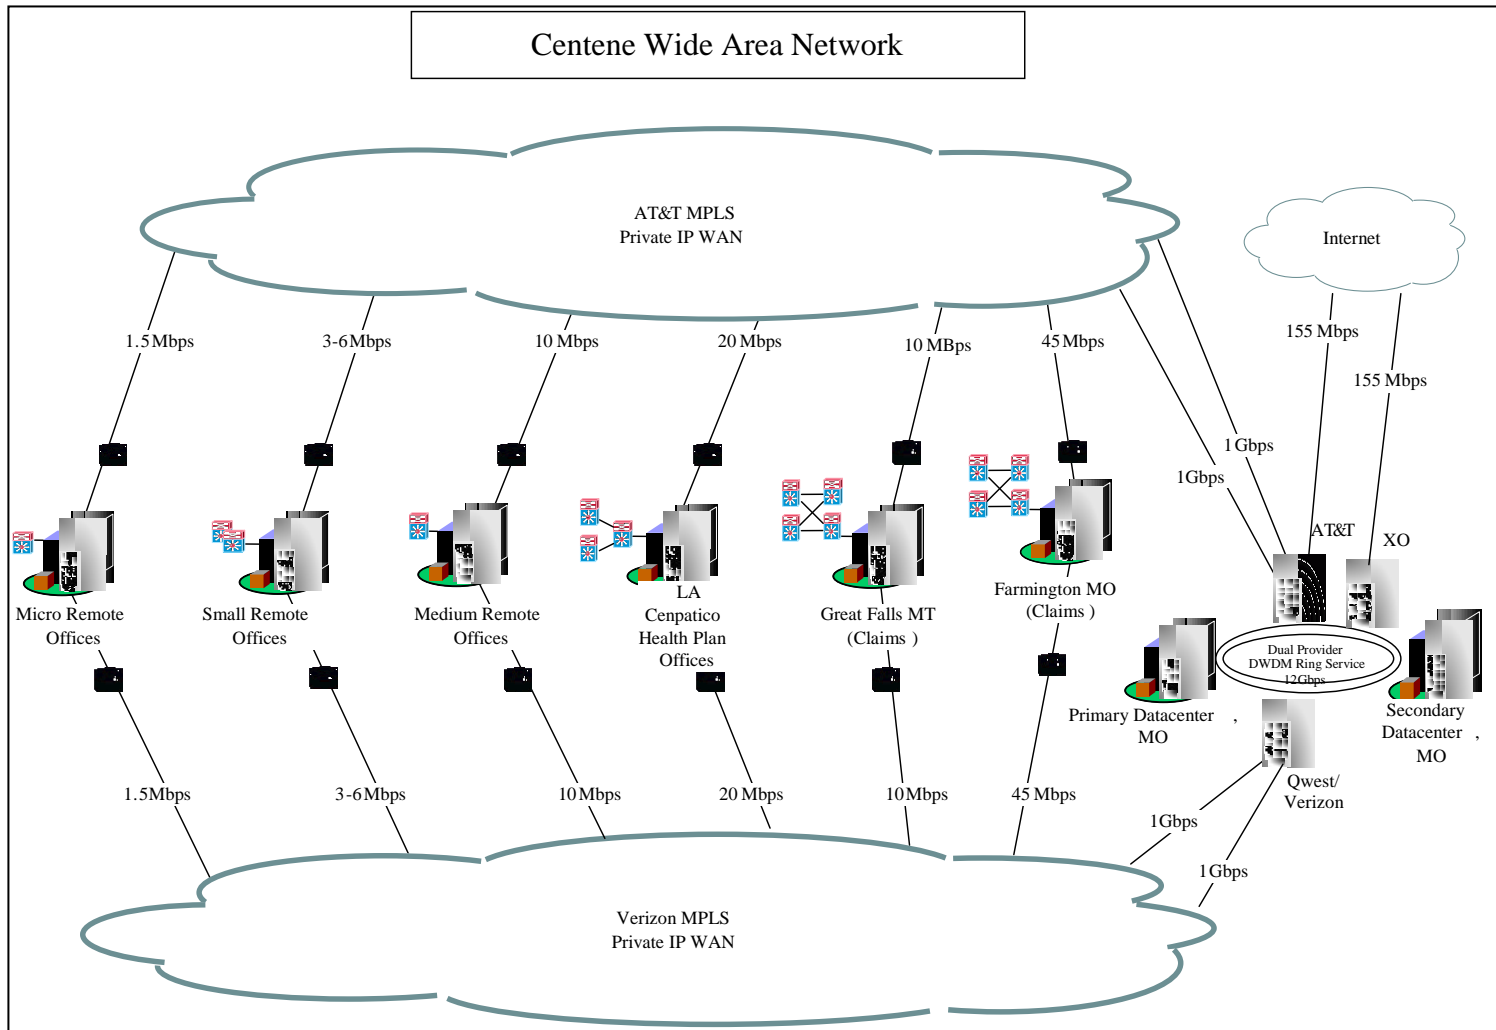 Centene Wide Area Network
AT&T MPLS
Private IP WAN
Internet
1.5Mbps
3-6Mbps
10 Mbps
20 Mbps
10 MBps
45 Mbps
155 Mbps
155 Mbps
1Gbps
1Gbps
AT&T
XO
Micro Remote
Offices
Small Remote
Offices
Medium Remote
Offices
LA
Cenpatico
Health Plan
Offices
Great Falls MT
(Claims )
Farmington MO
(Claims )
Dual Provider
DWDM Ring Service
12Gbps
Primary Datacenter ,
MO
Secondary
Datacenter ,
MO
Qwest/
Verizon
1.5Mbps
3-6Mbps
10Mbps
20Mbps
10Mbps
45 Mbps
1Gbps
1Gbps
Verizon MPLS
Private IP WAN